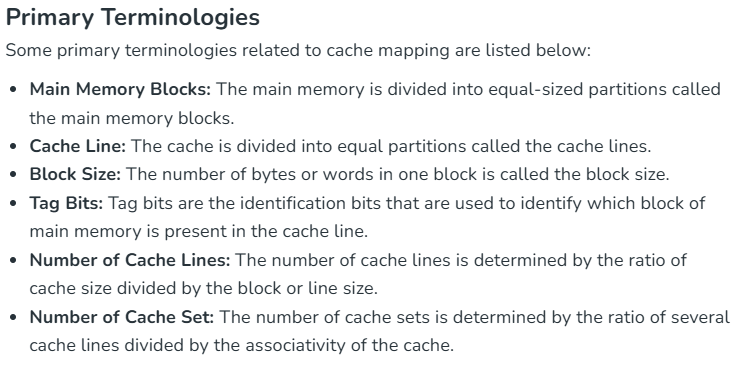 Primary Terminologies
Some primary terminologies related to cache mapping are listed below:
• Main Memory Blocks: The main memory is divided into equal-sized partitions called
the main memory blocks.
• Cache Line: The cache is divided into equal partitions called the cache lines.
• Block Size: The number of bytes or words in one block is called the block size.
• Tag Bits: Tag bits are the identification bits that are used to identify which block of
main memory is present in the cache line.
• Number of Cache Lines: The number of cache lines is determined by the ratio of
cache size divided by the block or line size.
• Number of Cache Set: The number of cache sets is determined by the ratio of several
cache lines divided by the associativity of the cache.